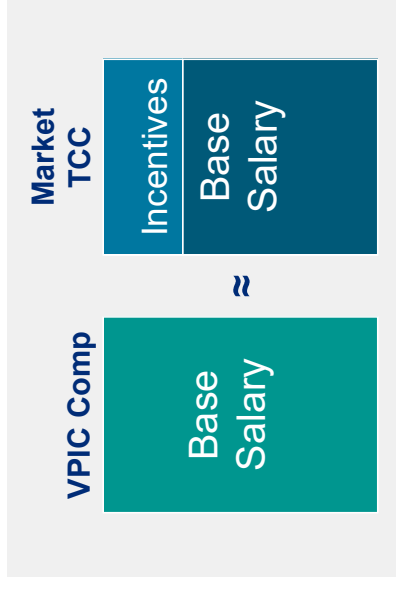 VPIC Comp
Base
Salary
≈
Market
TCC
Incentives
Base
Salary